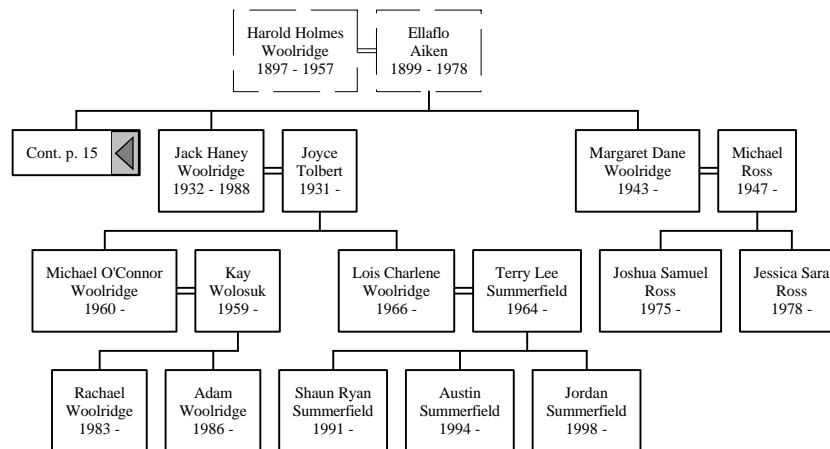 Harold Holmes
Woolridge
1897 - 1957
Ellaflo
Aiken
1899 - 1978
Cont. p. 15
Jack Haney
Woolridge
1932 - 1988
Joyce
Tolbert
1931 -
Margaret Dane
Woolridge
1943 -
Michael
Ross
1947 -
Michael O'Connor
Woolridge
1960 -
Kay
Wolosuk
1959 -
Lois Charlene
Woolridge
1966 -
Terry Lee
Summerfield
1964 -
Joshua Samuel
Ross
1975 -
Jessica Sara
Ross
1978 -
Rachael
Woolridge
1983 -
Adam
Woolridge
1986 -
Shaun Ryan
Summerfield
1991 -
Austin
Summerfield
1994 -
Jordan
Summerfield
1998 -